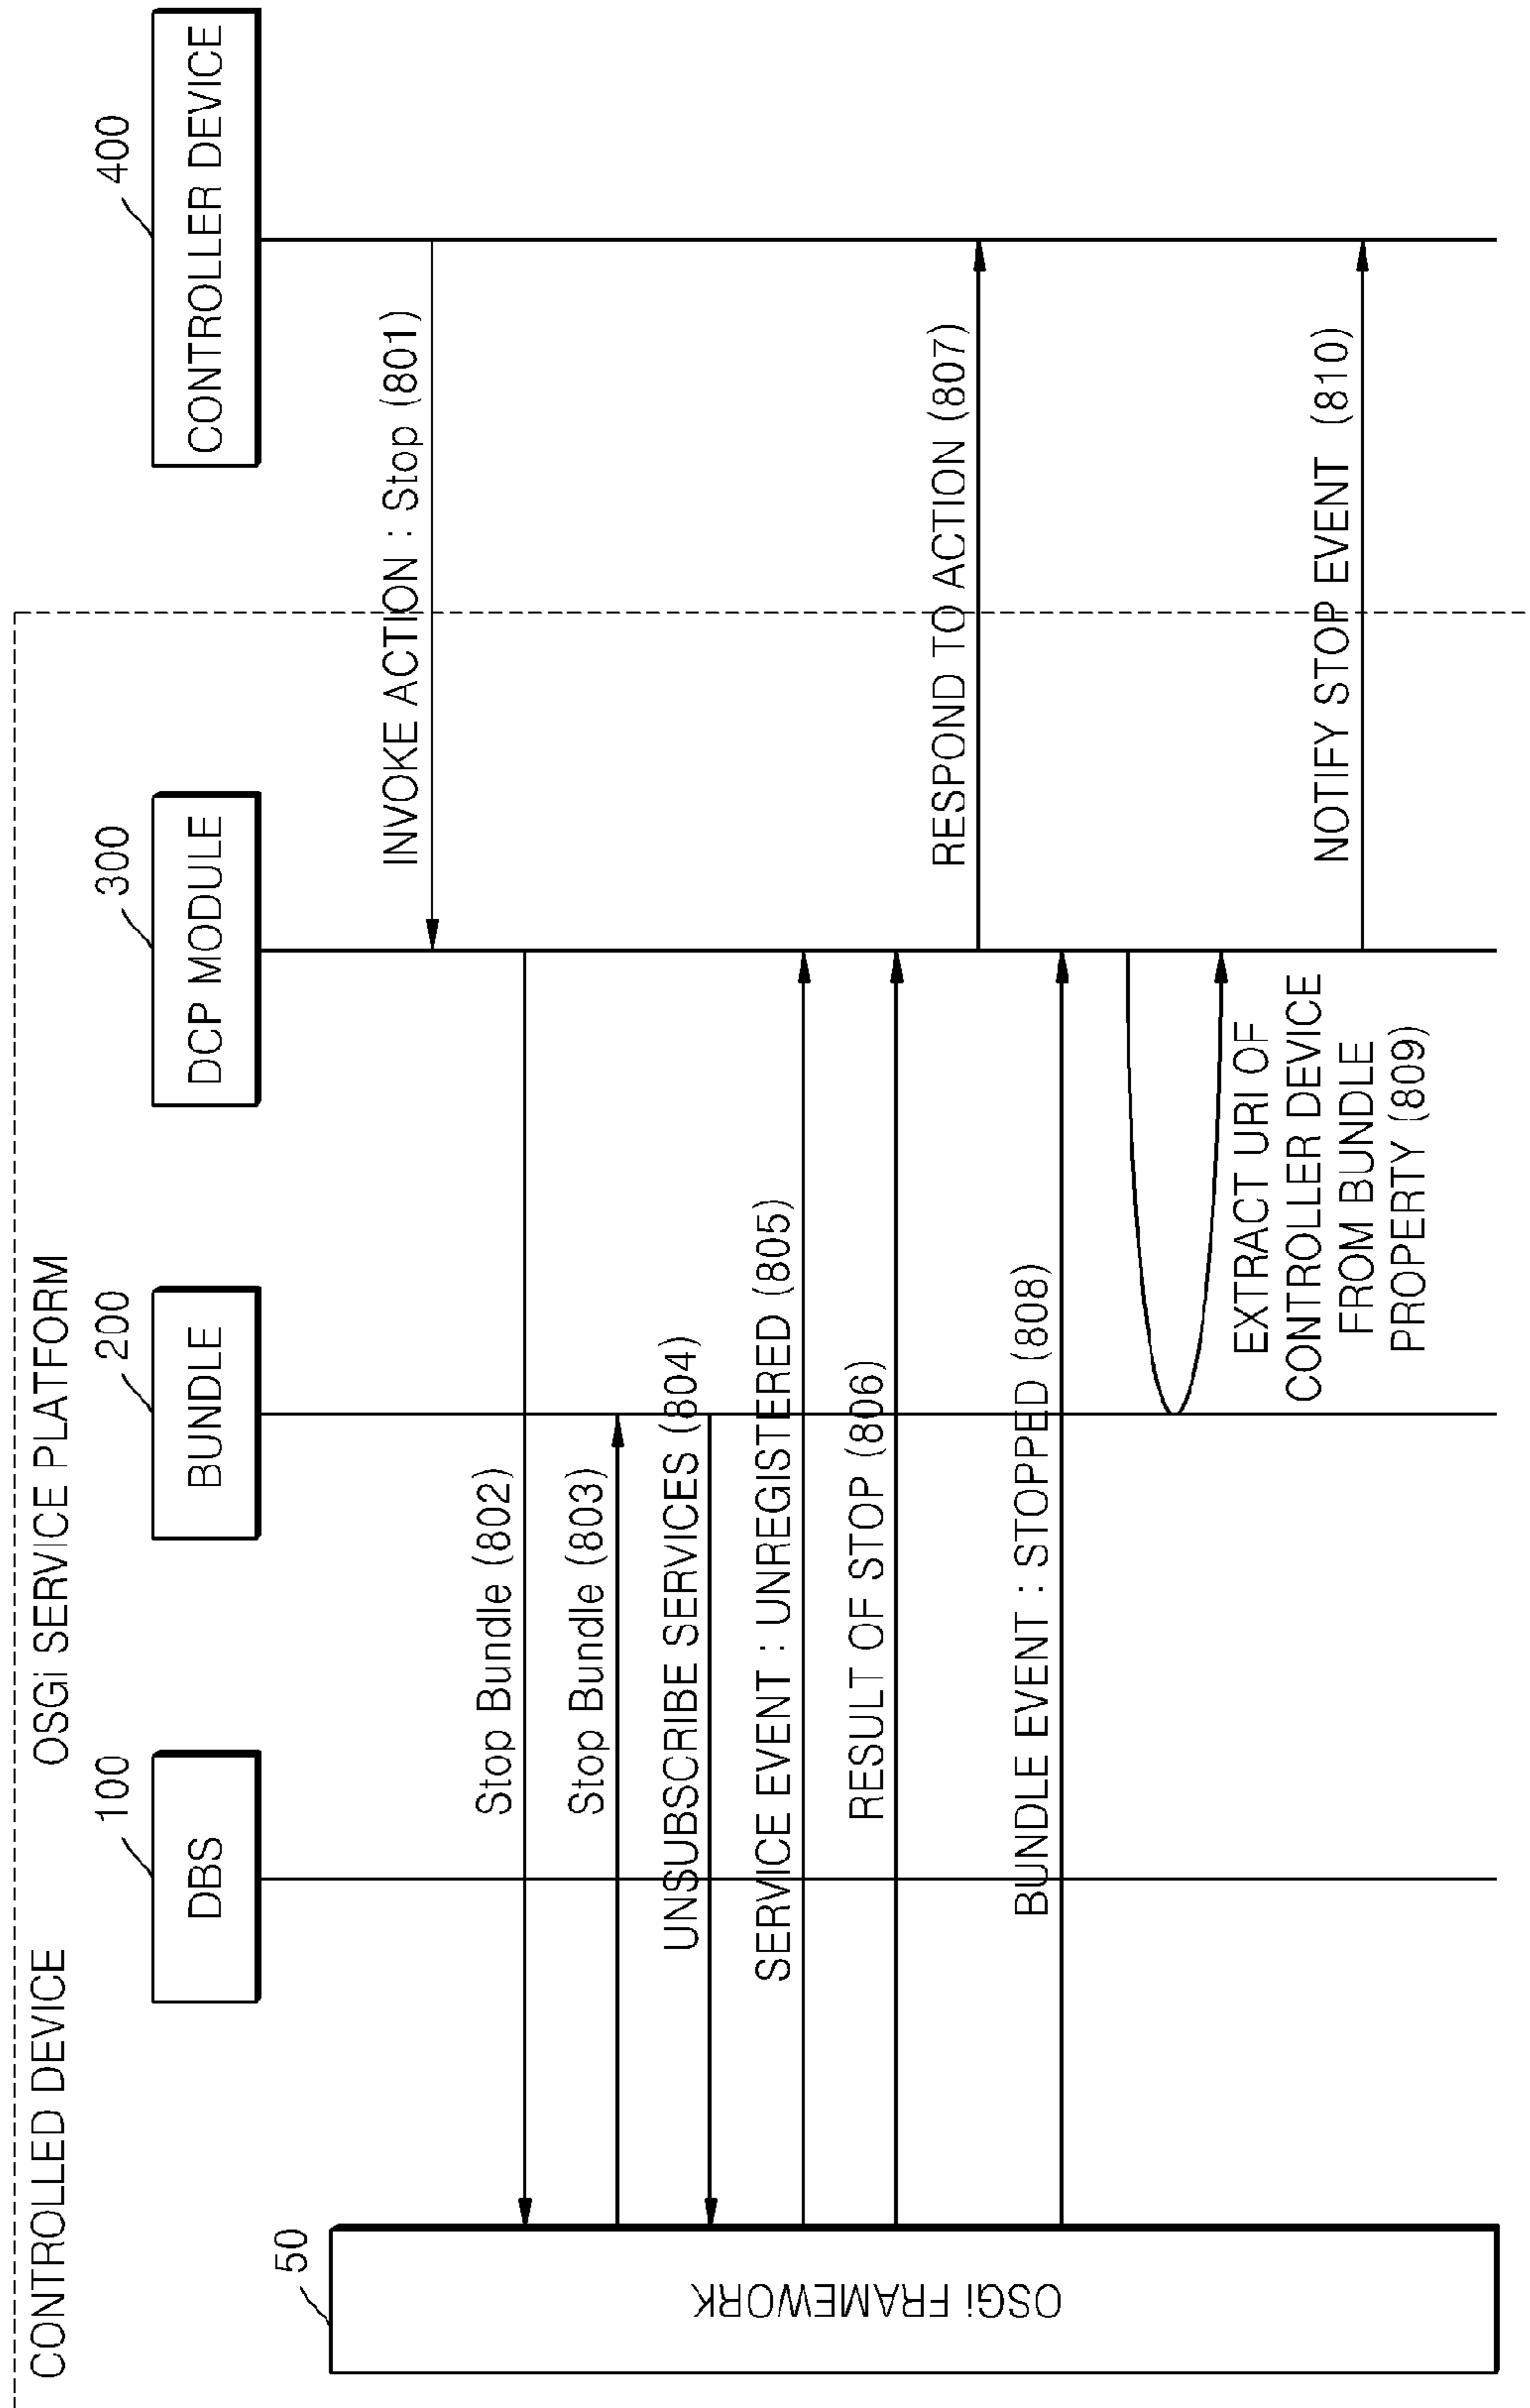 CONTROLLED DEVICE
OSGi SERVICE PLATFORM
50
100
200
300
400
DBS
BUNDLE
DCP MODULE
CONTROLLER DEVICE
OSGi FRAMEWORK
INVOKE ACTION : Stop (801)
Stop Bundle (802)
Stop Bundle (803)
UNSUBSCRIBE SERVICES (804)
SERVICE EVENT : UNREGISTERED (805)
RESULT OF STOP (806)
RESPOND TO ACTION (807)
BUNDLE EVENT : STOPPED (808)
EXTRACT URI OF
CONTROLLER DEVICE
FROM BUNDLE
PROPERTY (809)
NOTIFY STOP EVENT (810)